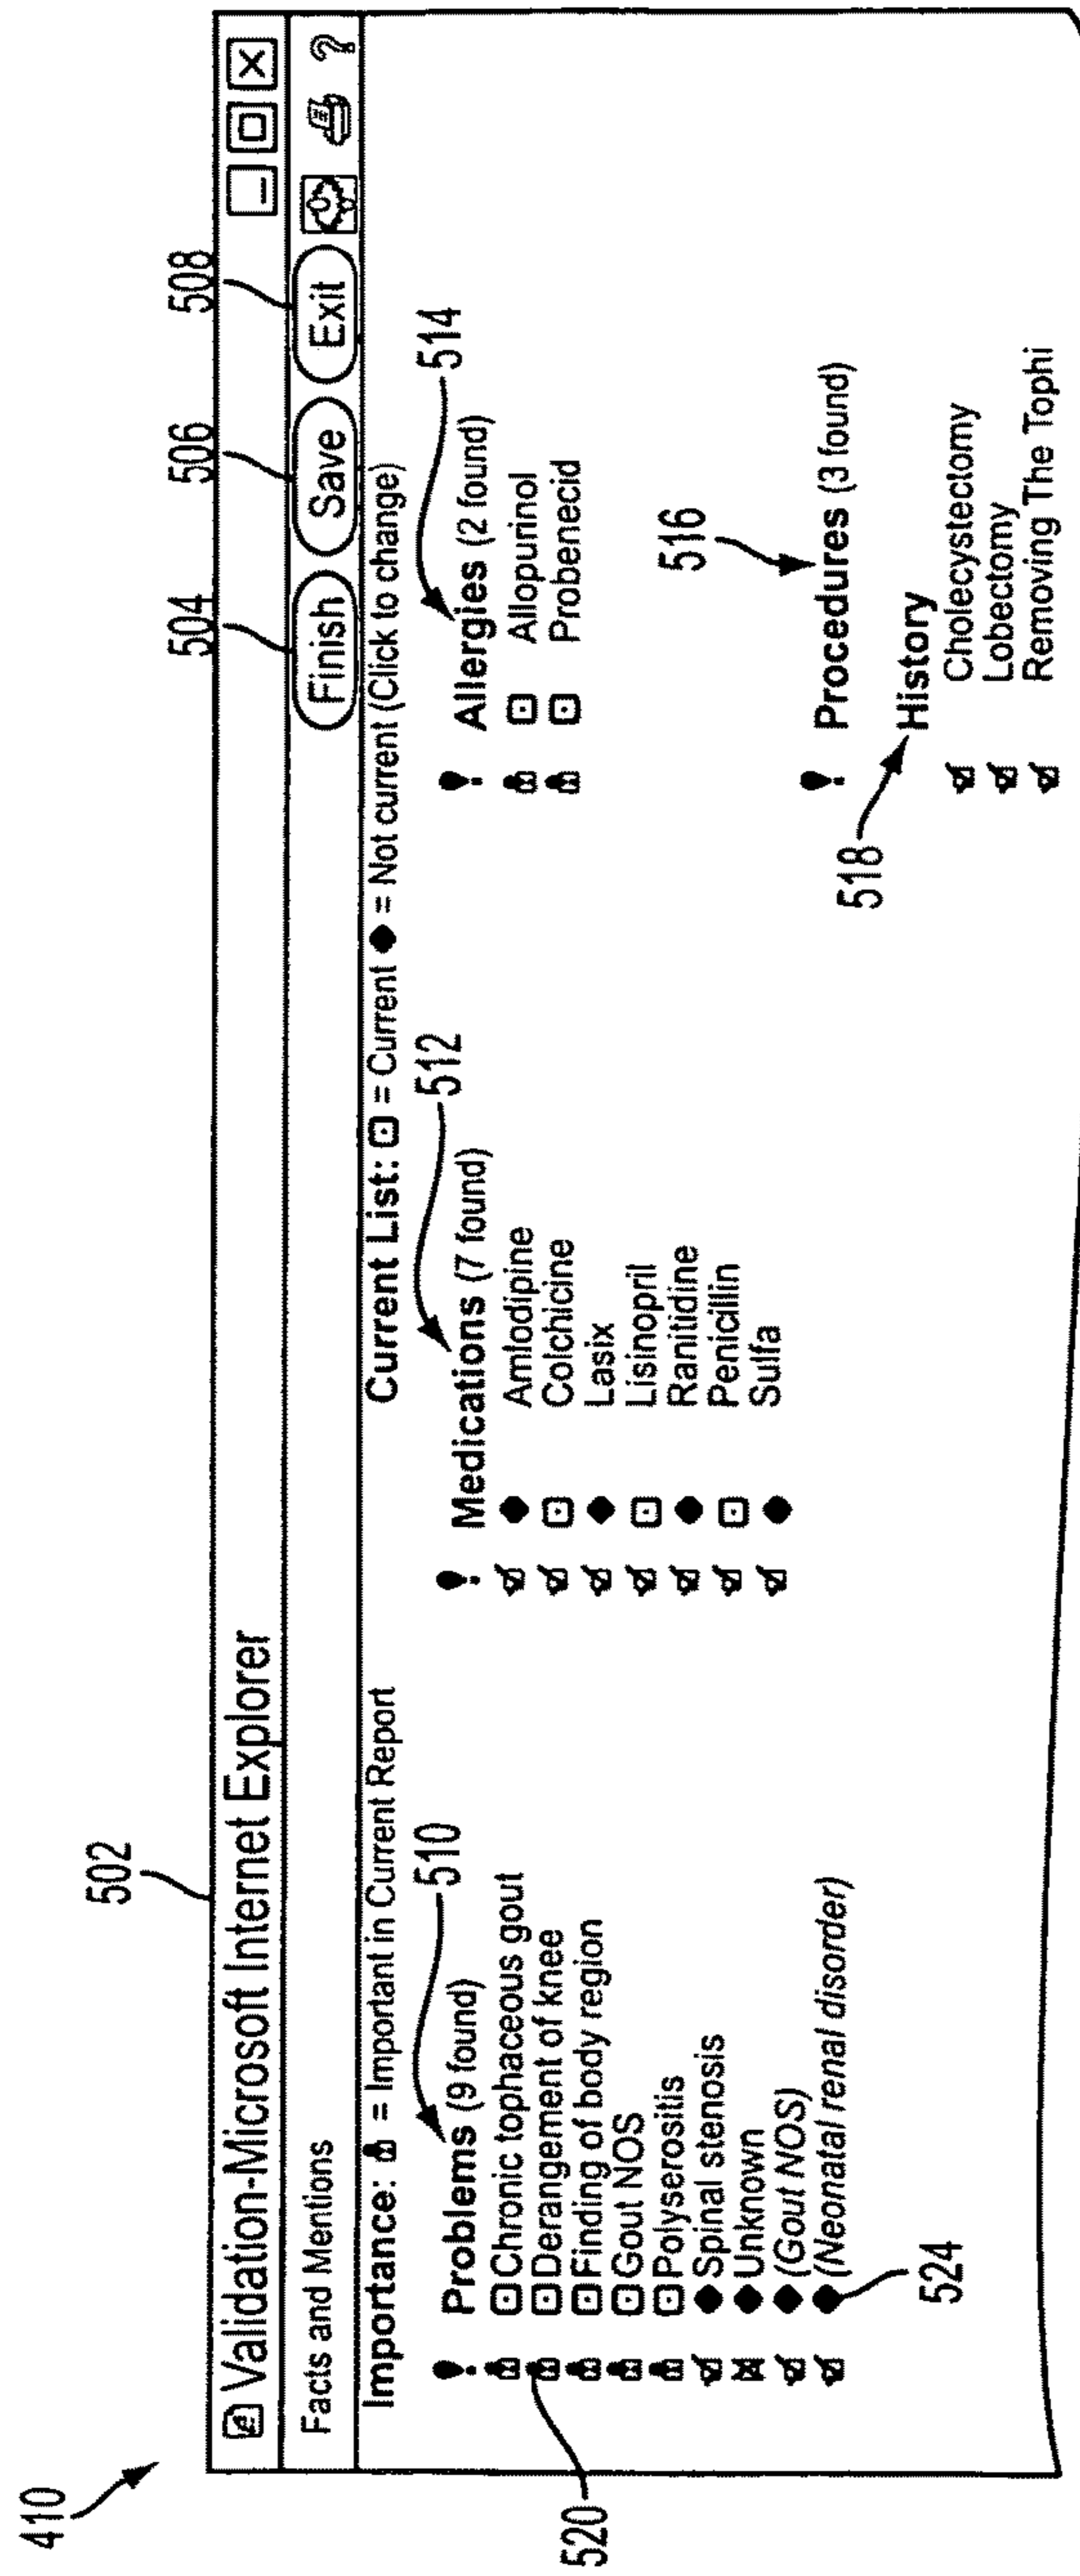 410
502
504
506
508
Validation-Microsoft Internet Explorer
Facts and Mentions
Finish
Save
Exit
?
Importance: = Important in Current Report
Current List: = Current = Not current (Click to change)
510
512
514
Problems (9 found)
Chronic tophaceous gout
Derangement of knee
Finding of body region
Gout NOS
Polyserositis
Spinal stenosis
Unknown
(Gout NOS)
(Neonatal renal disorder)
520
524
Medications (7 found)
Amlodipine
Colchicine
Lasix
Lisinopril
Ranitidine
Penicillin
Sulfa
Allergies (2 found)
Allopurinol
Probenecid
516
Procedures (3 found)
518
History
Cholecystectomy
Lobectomy
Removing The Tophi